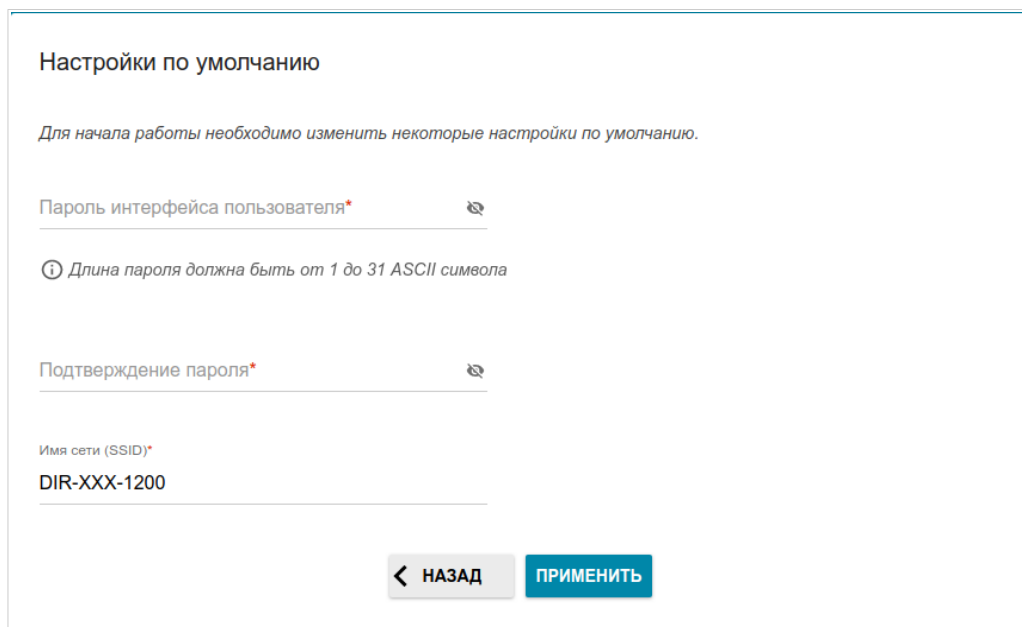 Настройки по умолчанию
Для начала работы необходимо изменить некоторые настройки по умолчанию.
Пароль интерфейса пользователя*
Длина пароля должна быть от 1 до 31 ASCII символа
Подтверждение пароля*
Имя сети (SSID)*
DIR-XXX-1200
НАЗАД
ПРИМЕНИТЬ